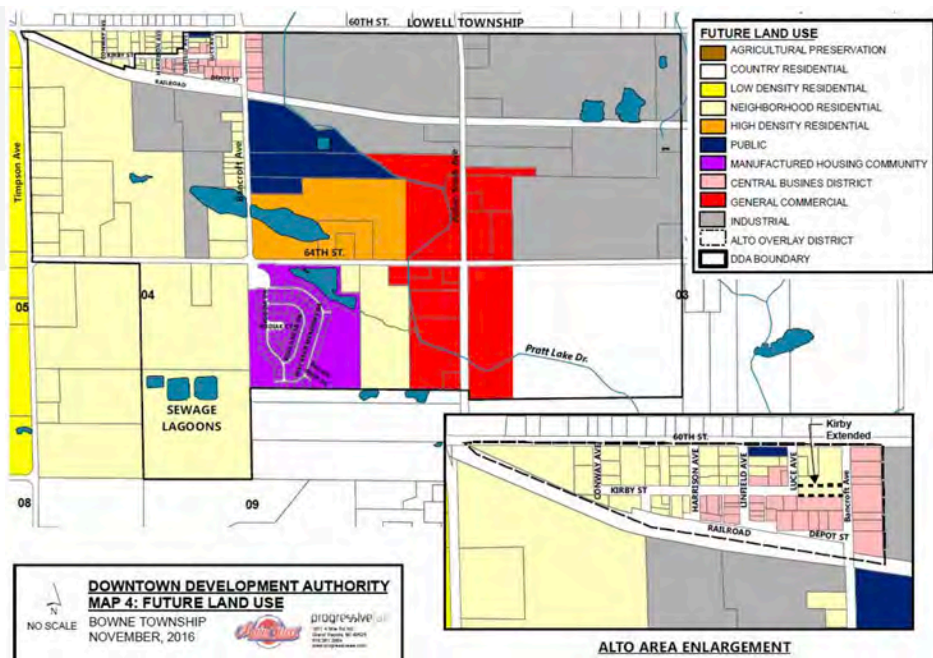 60TH ST.
LOWELL TOWNSHIP
KIRBY ST
DEPOT ST
RAILROAD
Timpson Ave
Bancroft Ave
64TH ST.
04
05
03
Pratt Lake Dr.
SEWAGE
LAGOONS
08
09
FUTURE LAND USE
AGRICULTURAL PRESERVATION
COUNTRY RESIDENTIAL
LOW DENSITY RESIDENTIAL
NEIGHBORHOOD RESIDENTIAL
HIGH DENSITY RESIDENTIAL
PUBLIC
MANUFACTURED HOUSING COMMUNITY
CENTRAL BUSINES DISTRICT
GENERAL COMMERCIAL
INDUSTRIAL
ALTO OVERLAY DISTRICT
DDA BOUNDARY
Kirby
Extended
60TH ST.
CONWAY AVE
HARRISON AVE
LINFIELD AVE
LUCE AVE
Bancroft Ave
KIRBY ST
RAILROAD
DEPOT ST
ALTO AREA ENLARGEMENT
N
NO SCALE
DOWNTOWN DEVELOPMENT AUTHORITY
MAP 4: FUTURE LAND USE
BOWNE TOWNSHIP
NOVEMBER, 2016
progressive